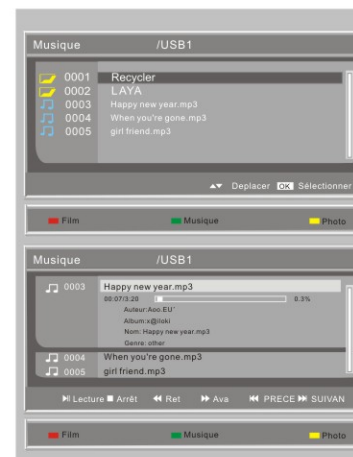 Musique /USB1
0001 Recycler
0002 LAYA
0003 Happy new year.mp3
0004 When you're gone.mp3
0005 girl friend.mp3
Deplacer OK Sélectionner
Film Musique Photo
Musique /USB1
0003 Happy new year.mp3
00:07/3:20 0.3%
Auteur:Aoo.EU~
Album:x@iloki
Nom: Happy new year.mp3
Genre: other
0004 When you're gone.mp3
0005 girl friend.mp3
Lecture Arrêt Ret Ava PRECE SUIVAN
Film Musique Photo